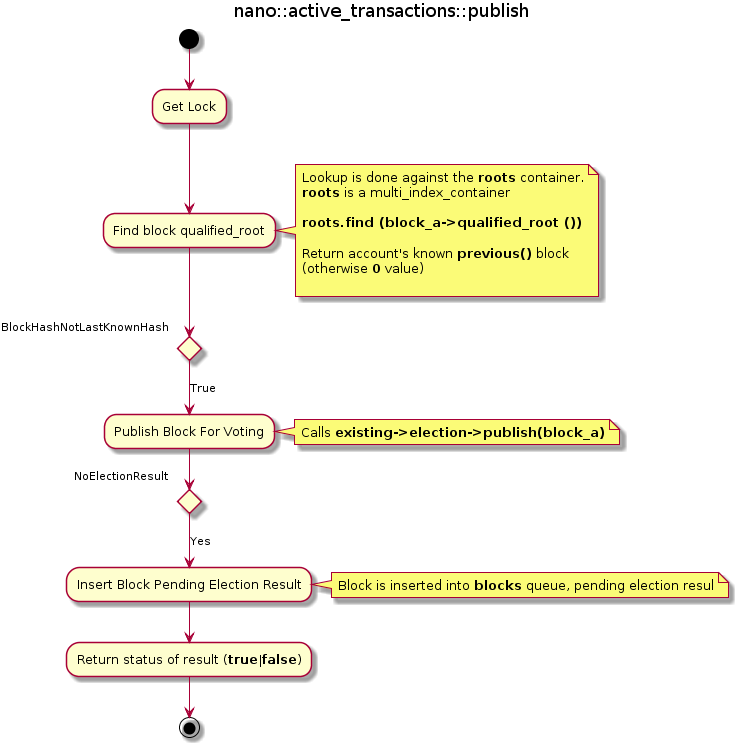 nano::active_transactions::publish
Get Lock
Lookup is done against the roots container.
roots is a multi_index_container
roots.find (block_a->qualified_root ())
Return account's known previous() block
(otherwise 0 value)
Find block qualified_root
BlockHashNotLastKnownHash
True
Publish Block For Voting
Calls existing->election->publish(block_a)
NoElectionResult
Yes
Insert Block Pending Election Result
Block is inserted into blocks queue, pending election resul
Return status of result (true|false)